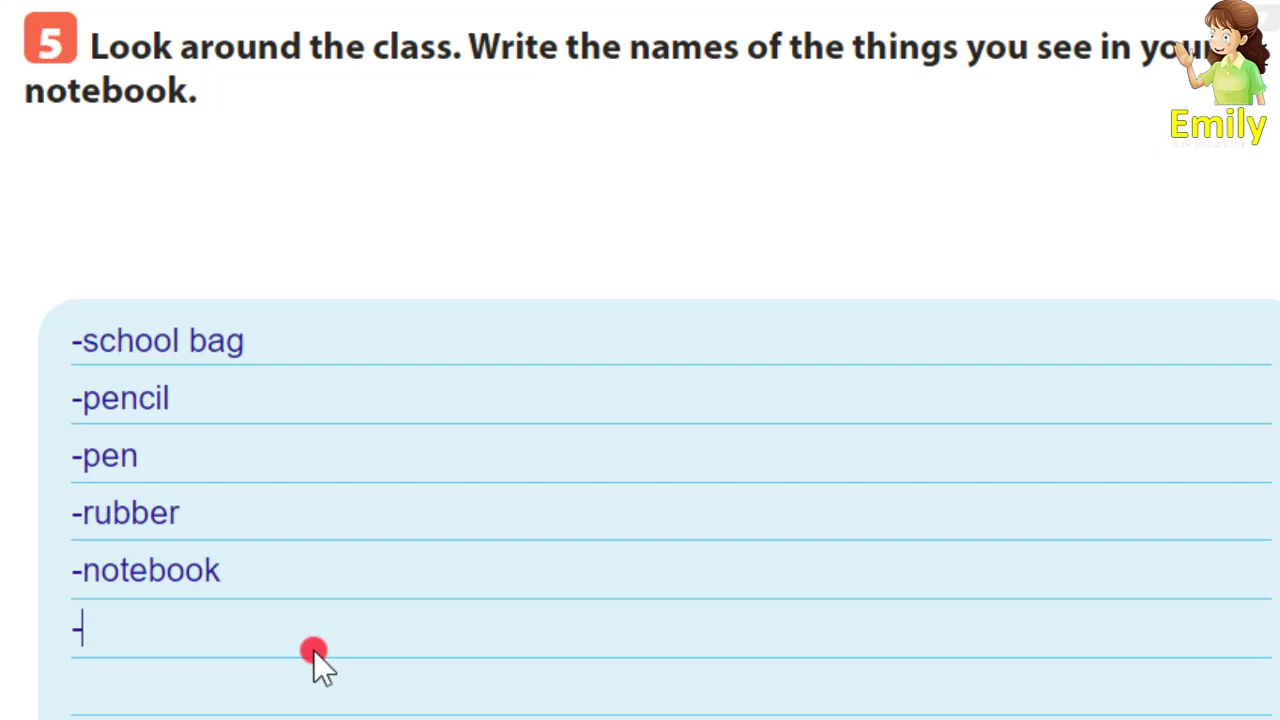 5 Look around the class. Write the names of the things you see in your
notebook.
Emily
-school bag
-pencil
-pen
-rubber
-notebook
-